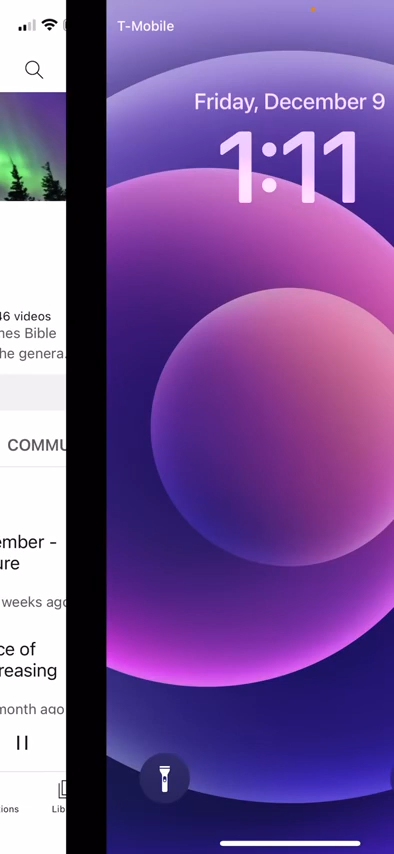 T-Mobile
Friday, December 9
1:11
46 videos
nes Bible
he genera.
COMMU
ember -
ure
weeks ago
ce of
reasing
month ago
ions
Lib